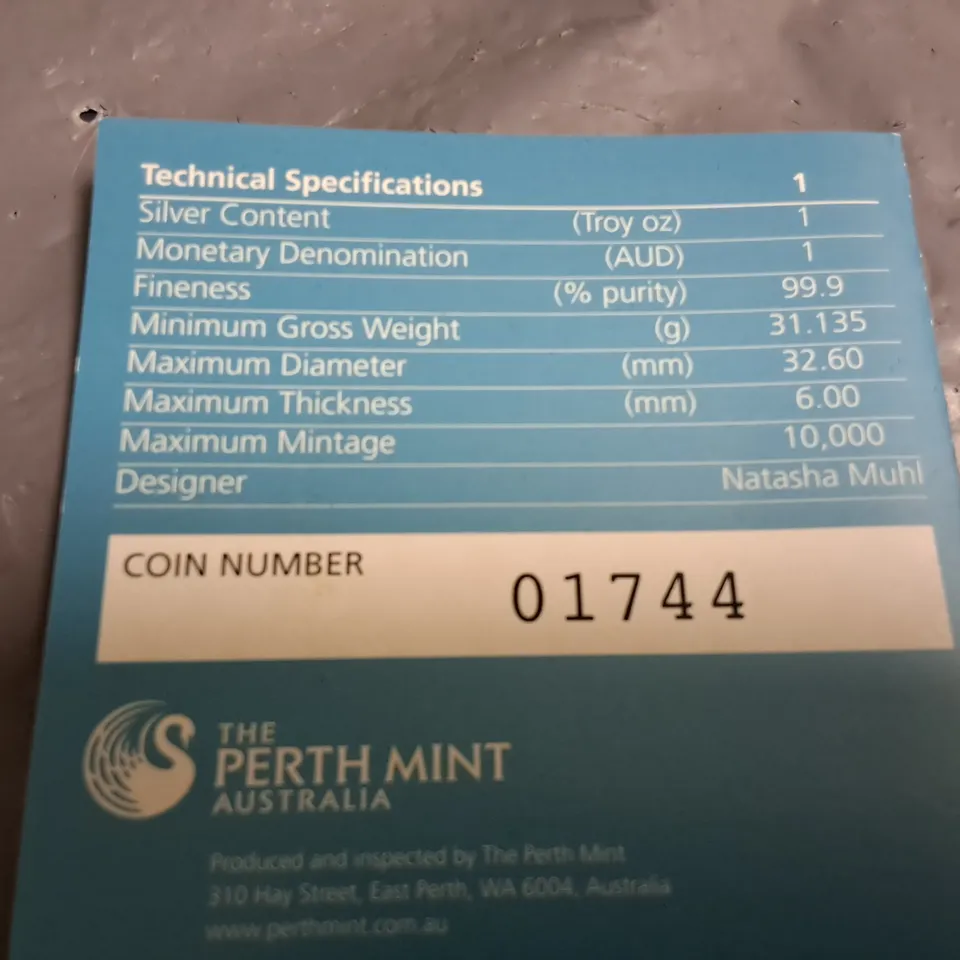 Technical Specifications 1
Silver Content (Troy oz) 1
Monetary Denomination (AUD) 1
Fineness (% purity) 99.9
Minimum Gross Weight (g) 31.135
Maximum Diameter (mm) 32.60
Maximum Thickness (mm) 6.00
Maximum Mintage 10,000
Designer Natasha Muhl
COIN NUMBER 01744
THE
PERTH MINT
AUSTRALIA
Produced and inspected by The Perth Mint
310 Hay Street, East Perth, WA 6004, Australia
www.perthmint.com.au